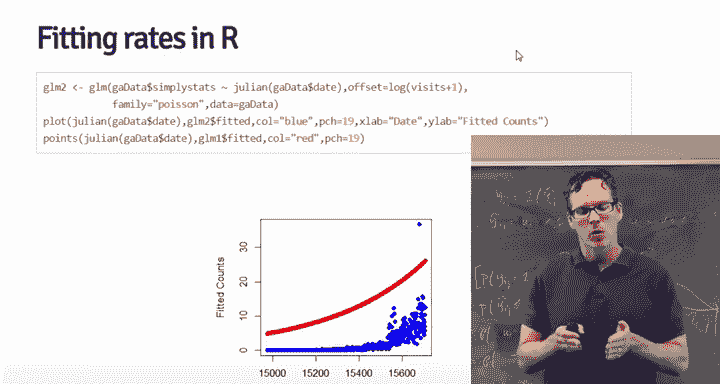 Fitting rates in R
glm2 <- glm(gaData$simplystats ~ julian(gaData$date),offset=log(visits+1),
family="poisson",data=gaData)
plot(julian(gaData$date),glm2$fitted,col="blue",pch=19,xlab="Date",ylab="Fitted Counts")
points(julian(gaData$date),glm1$fitted,col="red",pch=19)
Fitted Counts
30
20
10
0
15000 15200 15400 15600